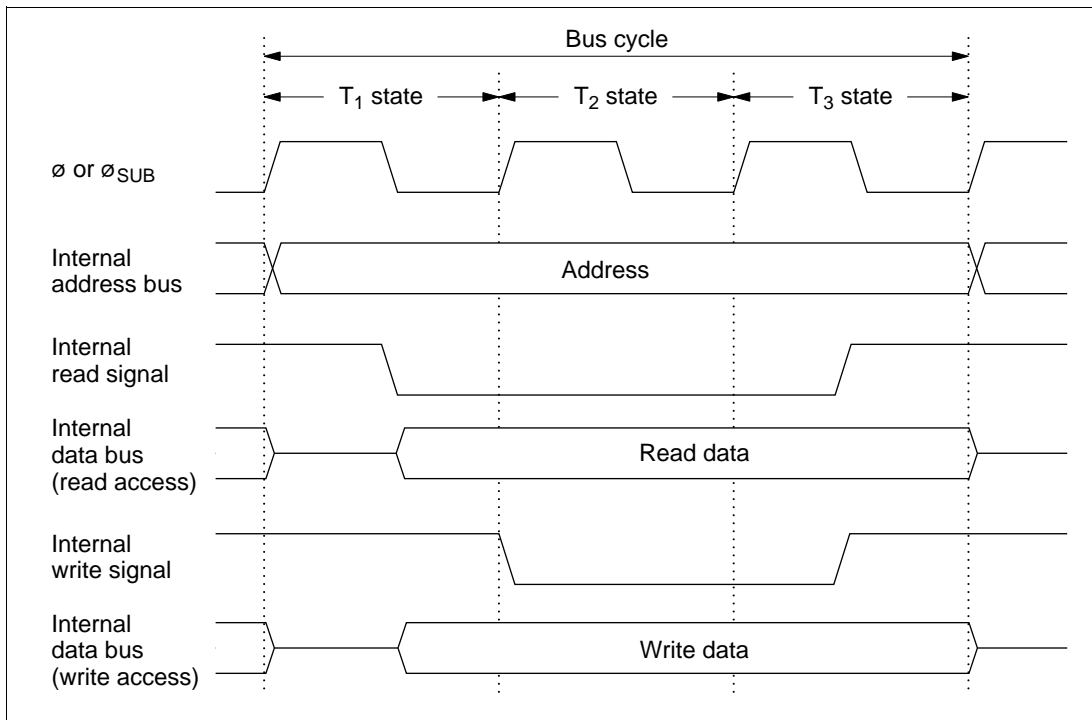 Bus cycle
T1 state
T2 state
T3 state
ø or øSUB
Internal
address bus
Address
Internal
read signal
Internal
data bus
(read access)
Read data
Internal
write signal
Internal
data bus
(write access)
Write data